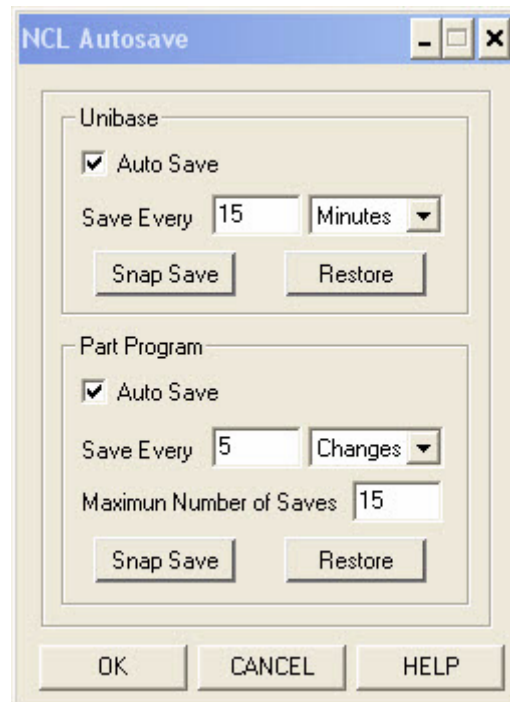 NCL Autosave
Unibase
Auto Save
Save Every 15 Minutes
Snap Save Restore
Part Program
Auto Save
Save Every 5 Changes
Maximun Number of Saves 15
Snap Save Restore
OK CANCEL HELP